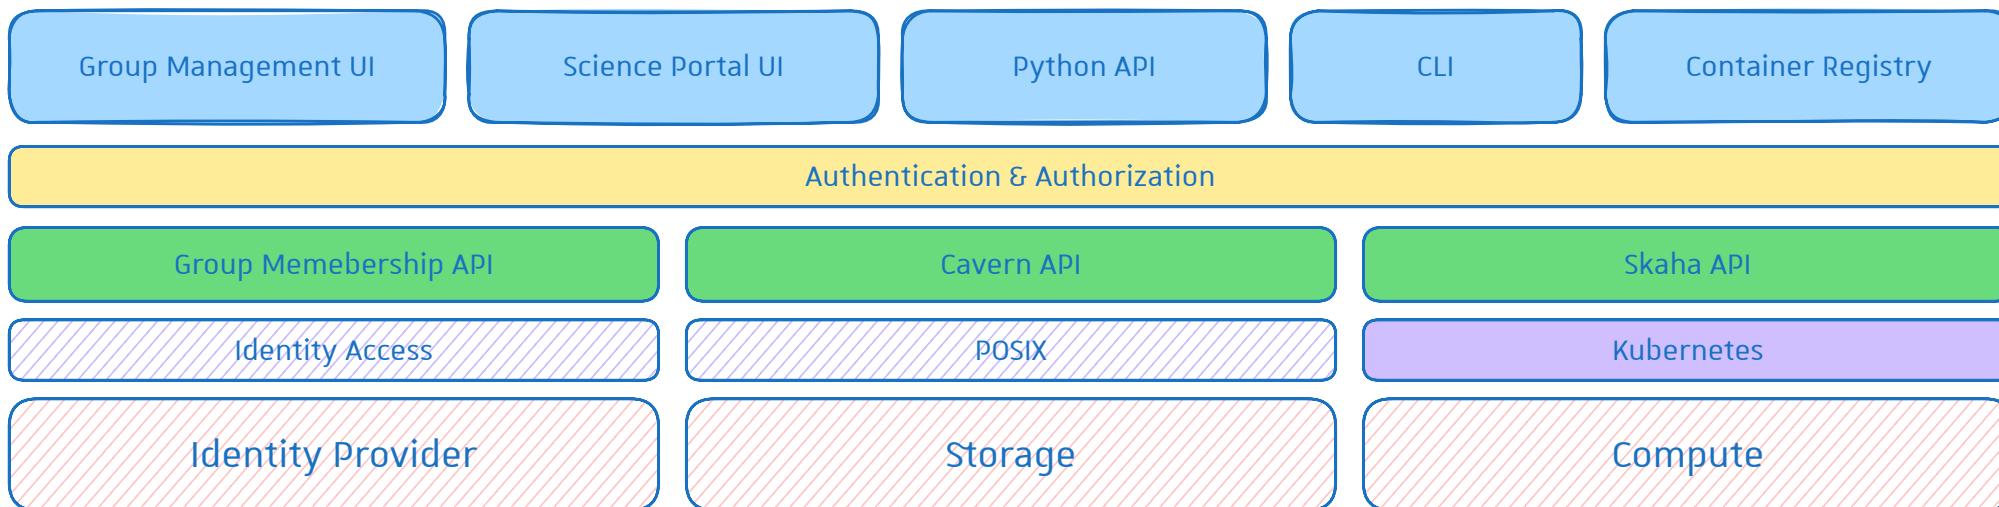 Group Management UI
Science Portal UI
Python API
CLI
Container Registry
Authentication & Authorization
Group Memebership API
Cavern API
Skaha API
Identity Access
POSIX
Kubernetes
Identity Provider
Storage
Compute